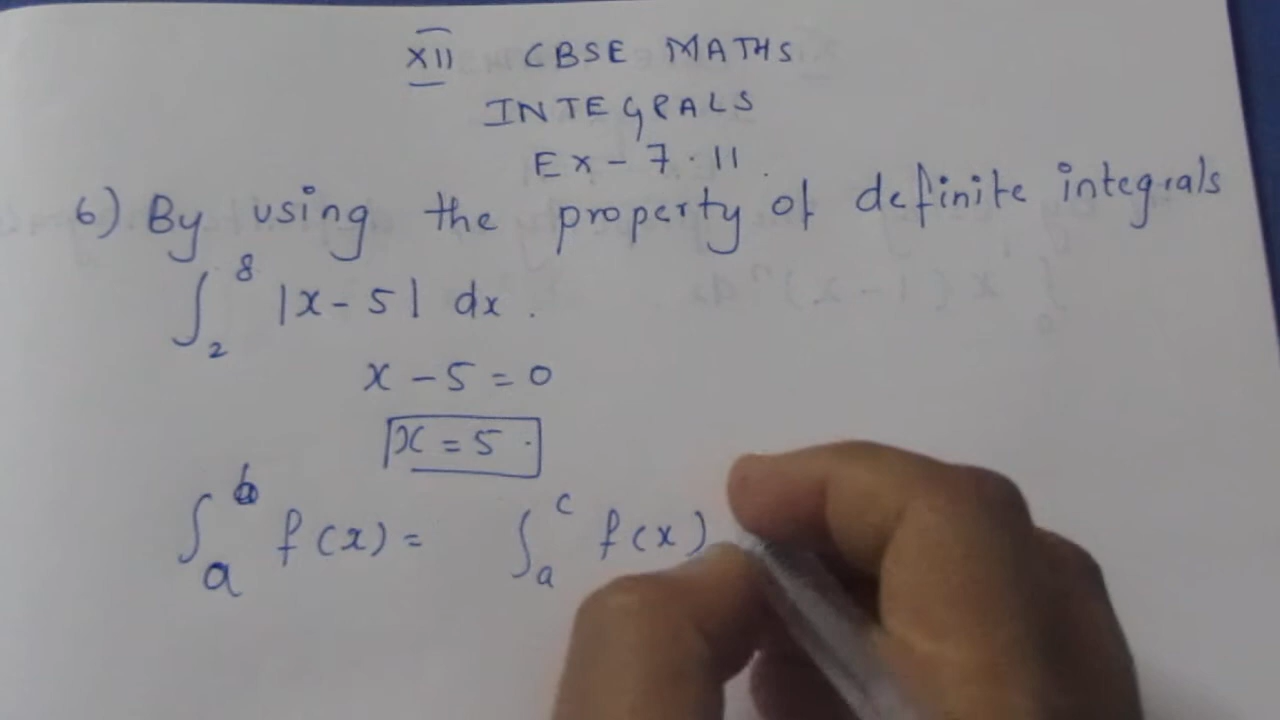 XII CBSE MATHS
INTEGRALS
Ex - 7.11.
6) By using the property of definite integrals
∫₂⁸ |x-5| dx.
x - 5 = 0
x = 5.
∫ₐᵇ f(x) = ∫ₐᶜ f(x)